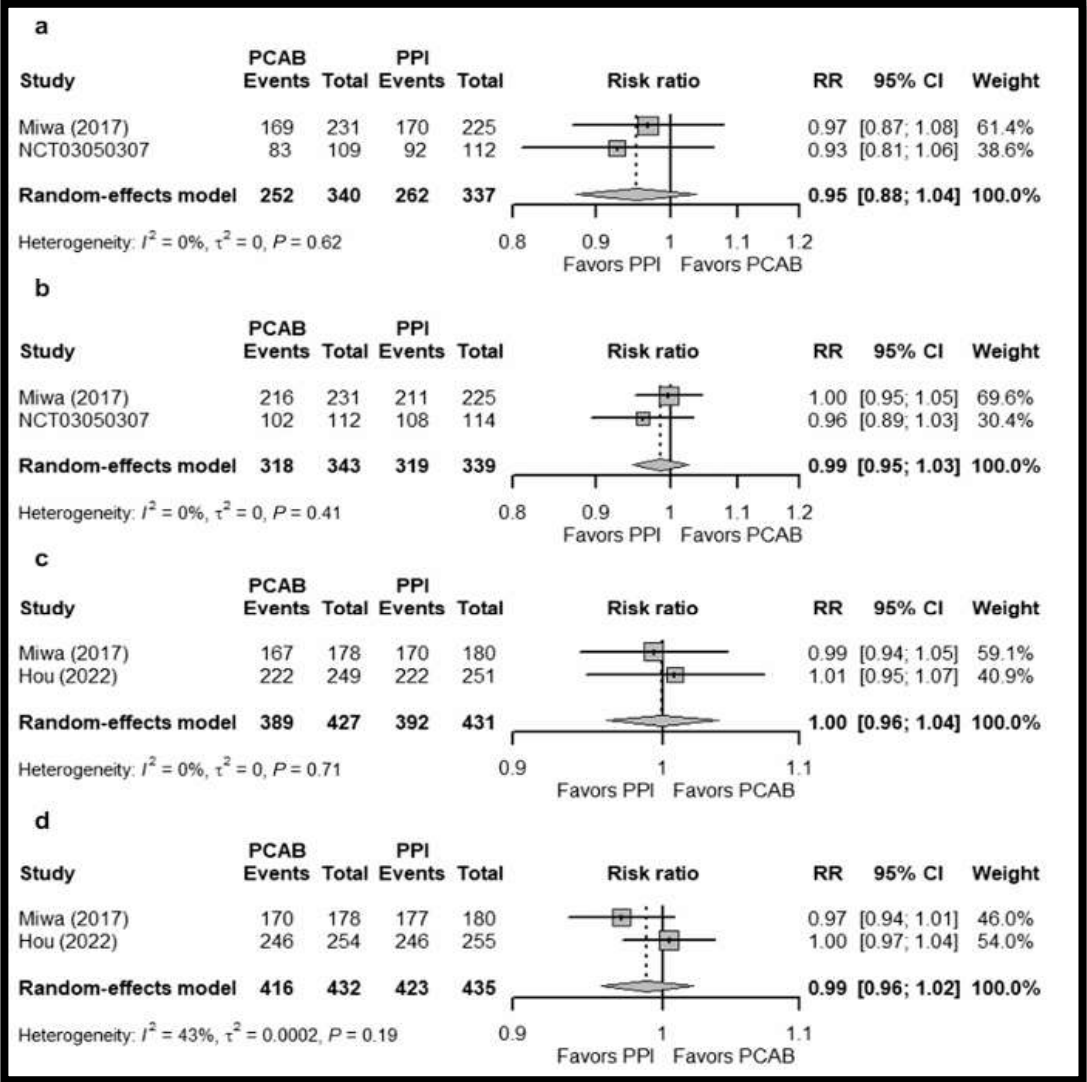 a
PCAB PPI
Study Events Total Events Total Risk ratio RR 95% CI Weight
Miwa (2017) 169 231 170 225 0.97 [0.87; 1.08] 61.4%
NCT03050307 83 109 92 112 0.93 [0.81; 1.06] 38.6%
Random-effects model 252 340 262 337 0.95 [0.88; 1.04] 100.0%
Heterogeneity: I² = 0%, τ² = 0, P = 0.62
0.8 0.9 1 1.1 1.2
Favors PPI Favors PCAB
b
PCAB PPI
Study Events Total Events Total Risk ratio RR 95% CI Weight
Miwa (2017) 216 231 211 225 1.00 [0.95; 1.05] 69.6%
NCT03050307 102 112 108 114 0.96 [0.89; 1.03] 30.4%
Random-effects model 318 343 319 339 0.99 [0.95; 1.03] 100.0%
Heterogeneity: I² = 0%, τ² = 0, P = 0.41
0.8 0.9 1 1.1 1.2
Favors PPI Favors PCAB
c
PCAB PPI
Study Events Total Events Total Risk ratio RR 95% CI Weight
Miwa (2017) 167 178 170 180 0.99 [0.94; 1.05] 59.1%
Hou (2022) 222 249 222 251 1.01 [0.95; 1.07] 40.9%
Random-effects model 389 427 392 431 1.00 [0.96; 1.04] 100.0%
Heterogeneity: I² = 0%, τ² = 0, P = 0.71
0.9 1 1.1
Favors PPI Favors PCAB
d
PCAB PPI
Study Events Total Events Total Risk ratio RR 95% CI Weight
Miwa (2017) 170 178 177 180 0.97 [0.94; 1.01] 46.0%
Hou (2022) 246 254 246 255 1.00 [0.97; 1.04] 54.0%
Random-effects model 416 432 423 435 0.99 [0.96; 1.02] 100.0%
Heterogeneity: I² = 43%, τ² = 0.0002, P = 0.19
0.9 1 1.1
Favors PPI Favors PCAB